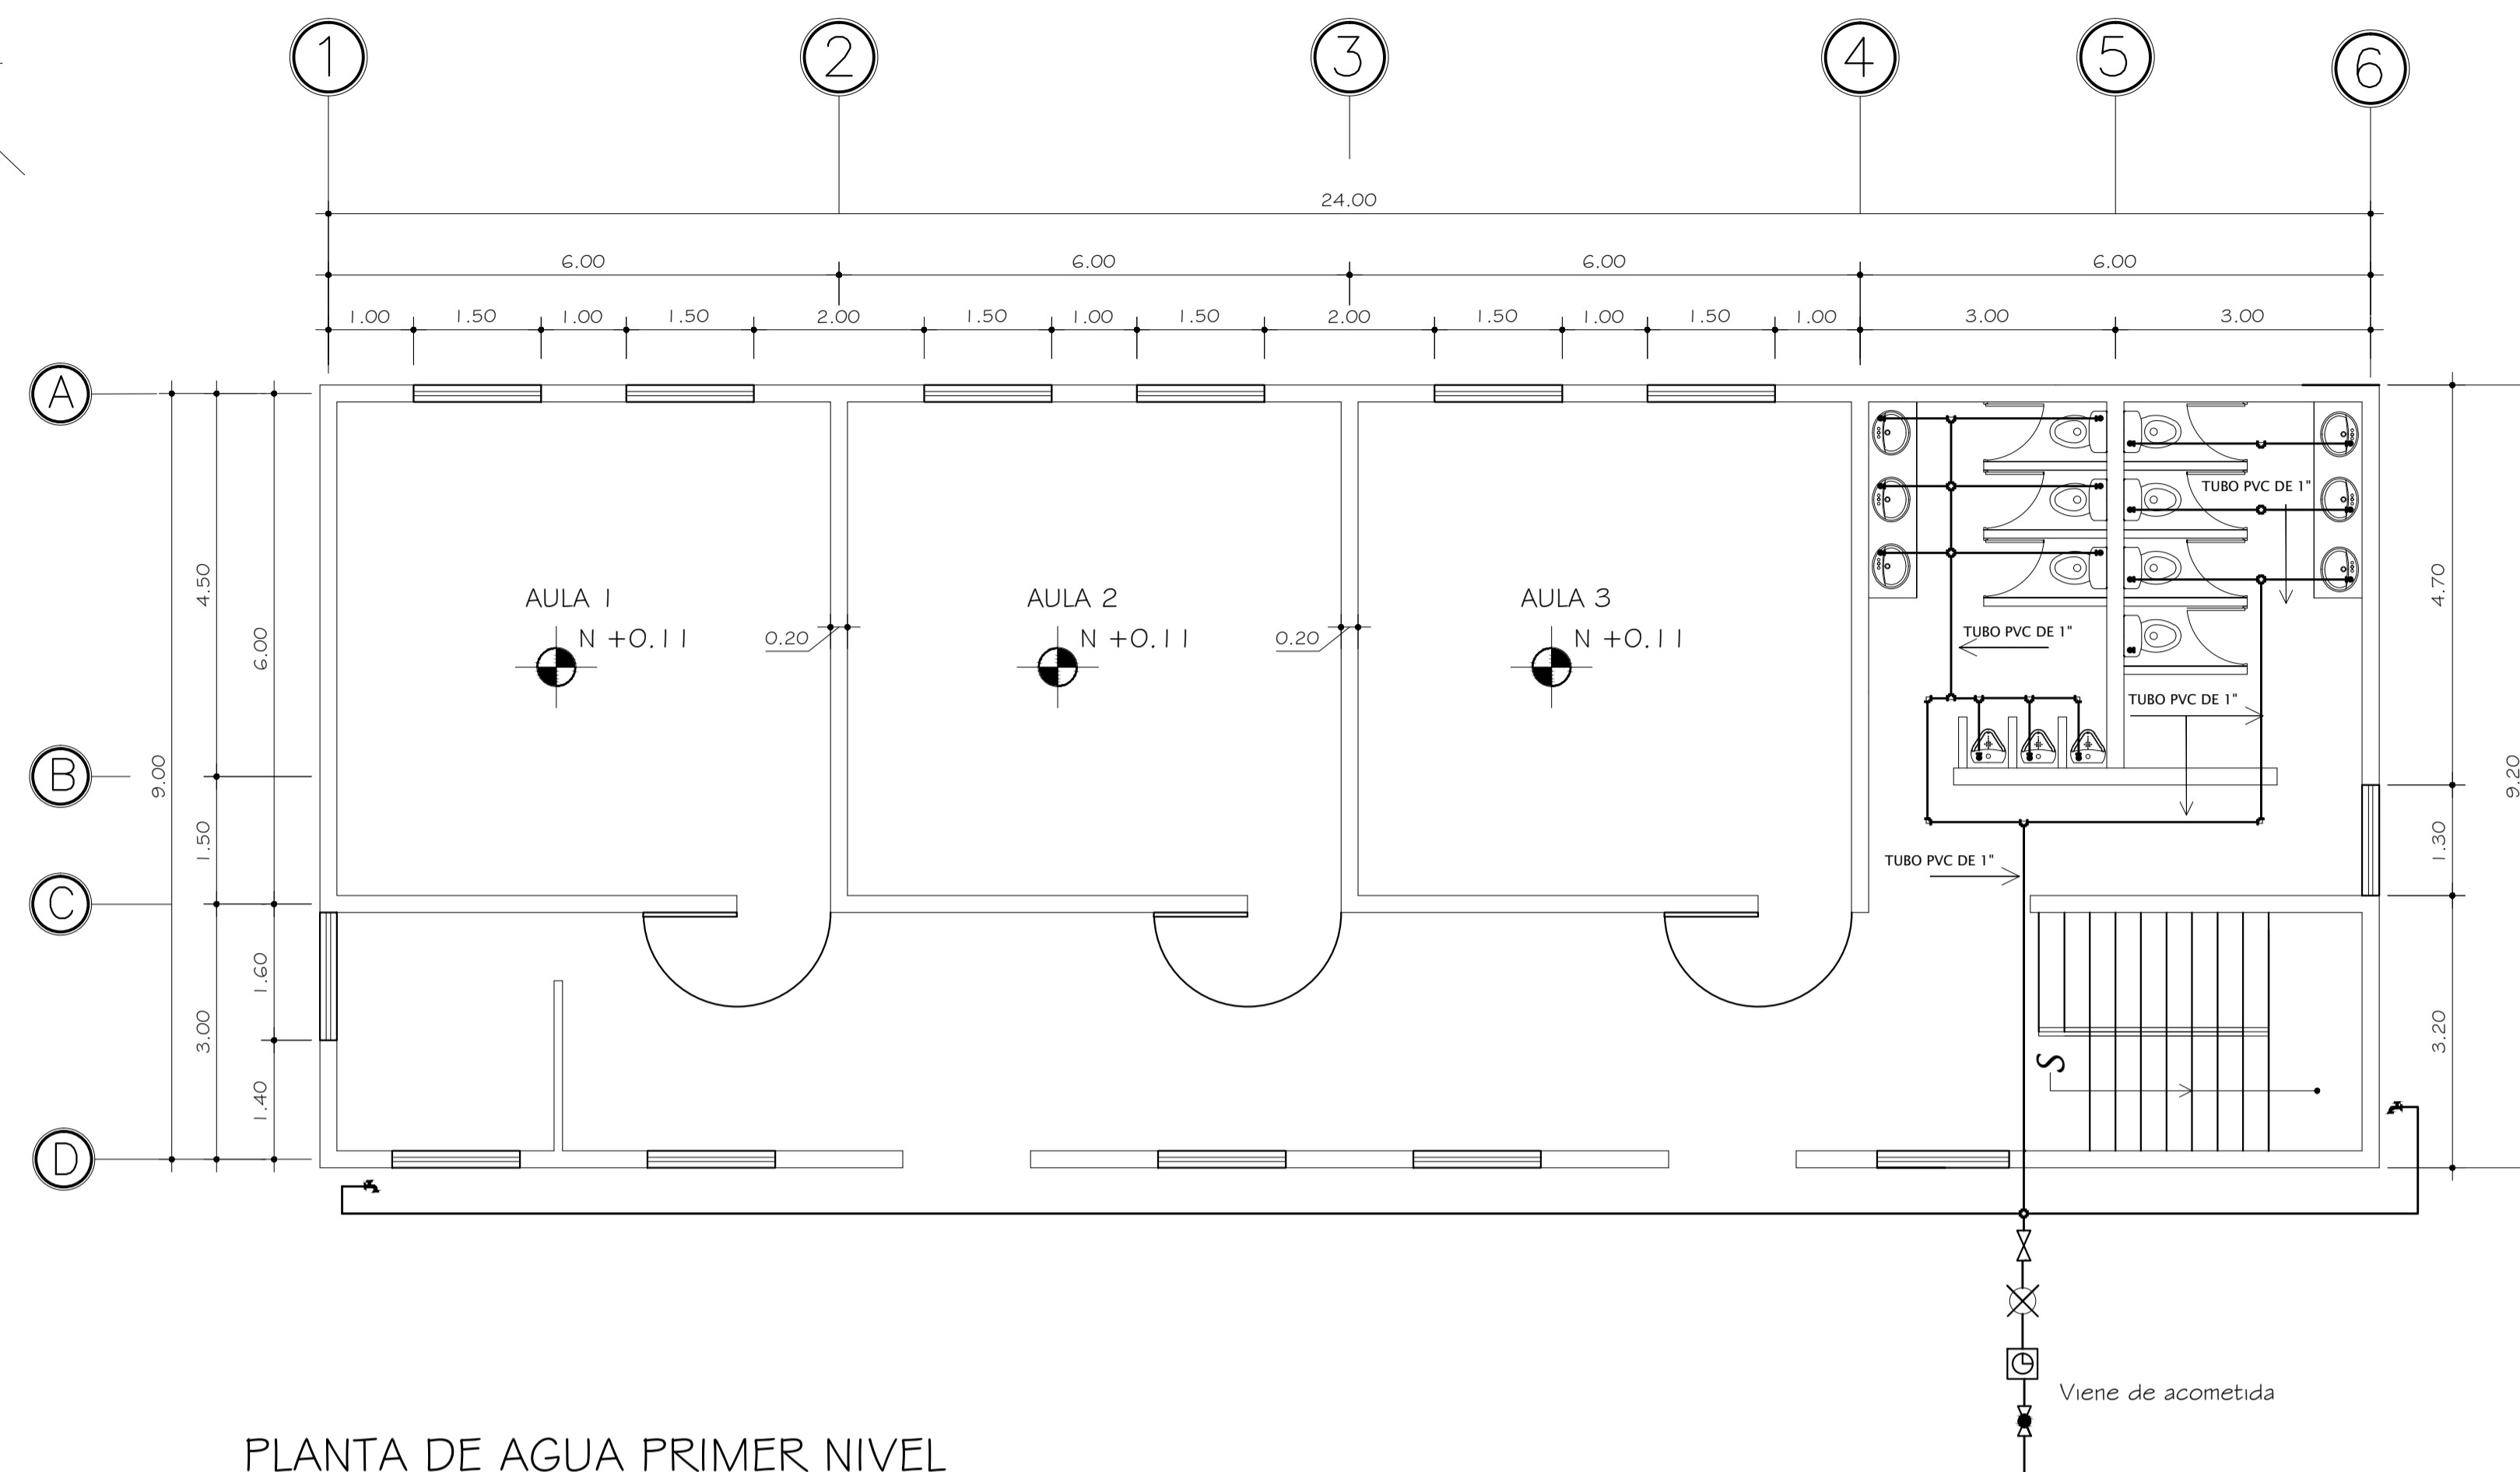 1 2 3 4 5 6
24.00
6.00 6.00 6.00 6.00
1.00 1.50 1.00 1.50 2.00 1.50 1.00 1.50 2.00 1.50 1.00 1.50 1.00 3.00 3.00
A
B
C
D
9.00
4.50
1.50
3.00
6.00
1.60
1.40
AULA 1
N +0.11
0.20
AULA 2
N +0.11
0.20
AULA 3
N +0.11
TUBO PVC DE 1"
TUBO PVC DE 1"
TUBO PVC DE 1"
TUBO PVC DE 1"
S
4.70
1.30
3.20
9.20
Viene de acometida
PLANTA DE AGUA PRIMER NIVEL